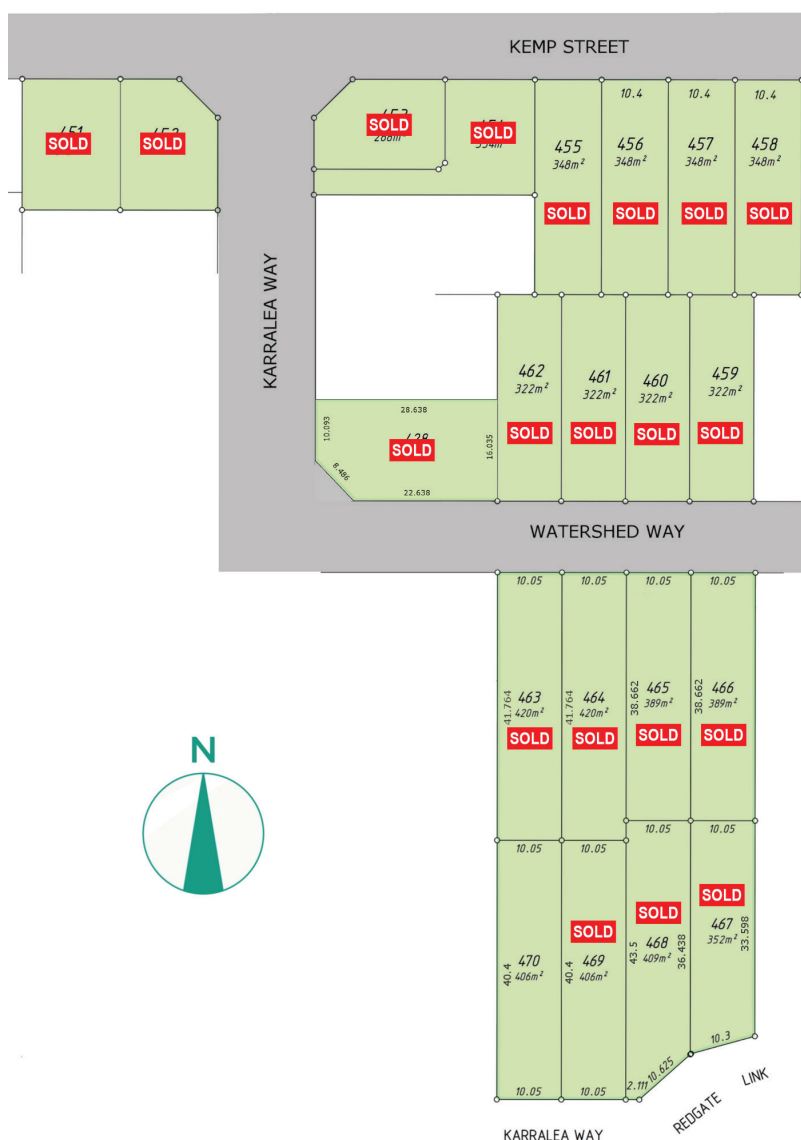 KEMP STREET
SOLD
SOLD
SOLD
SOLD
455
348m²
SOLD
10.4
456
348m²
SOLD
10.4
457
348m²
SOLD
10.4
458
348m²
SOLD
KARRALEA WAY
462
322m²
SOLD
461
322m²
SOLD
460
322m²
SOLD
459
322m²
SOLD
28.638
10.093
SOLD
16.035
8.486
22.638
WATERSHED WAY
10.05
10.05
10.05
10.05
41.764
463
420m²
SOLD
41.764
464
420m²
SOLD
38.662
465
389m²
SOLD
38.662
466
389m²
SOLD
N
10.05
10.05
10.05
10.05
40.4
470
406m²
SOLD
40.4
469
406m²
SOLD
43.5
468
409m²
36.438
SOLD
467
352m²
33.598
10.05
10.05
2.111
10.625
10.3
KARRALEA WAY
REDGATE LINK